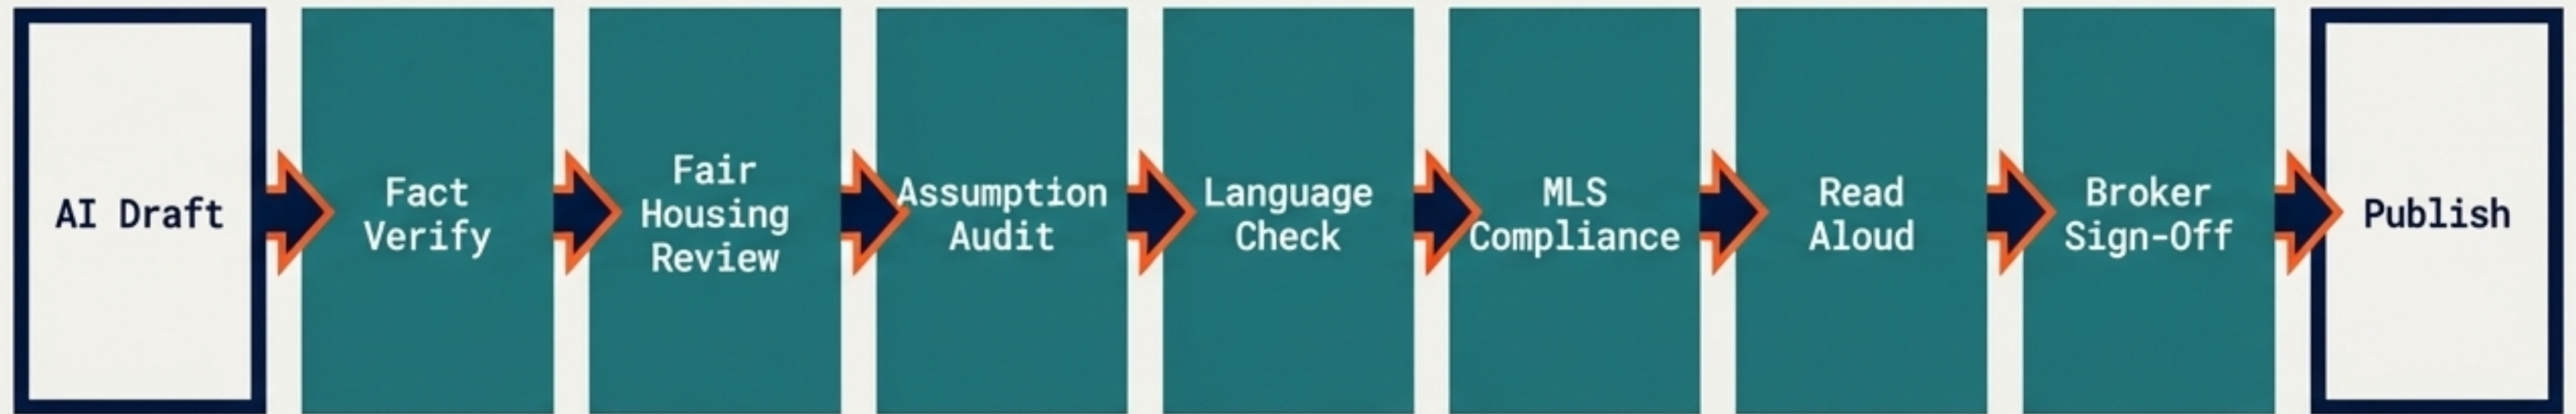 AI Draft
Fact
Verify
Fair
Housing
Review
Assumption
Audit
Language
Check
MLS
Compliance
Read
Aloud
Broker
Sign-Off
Publish